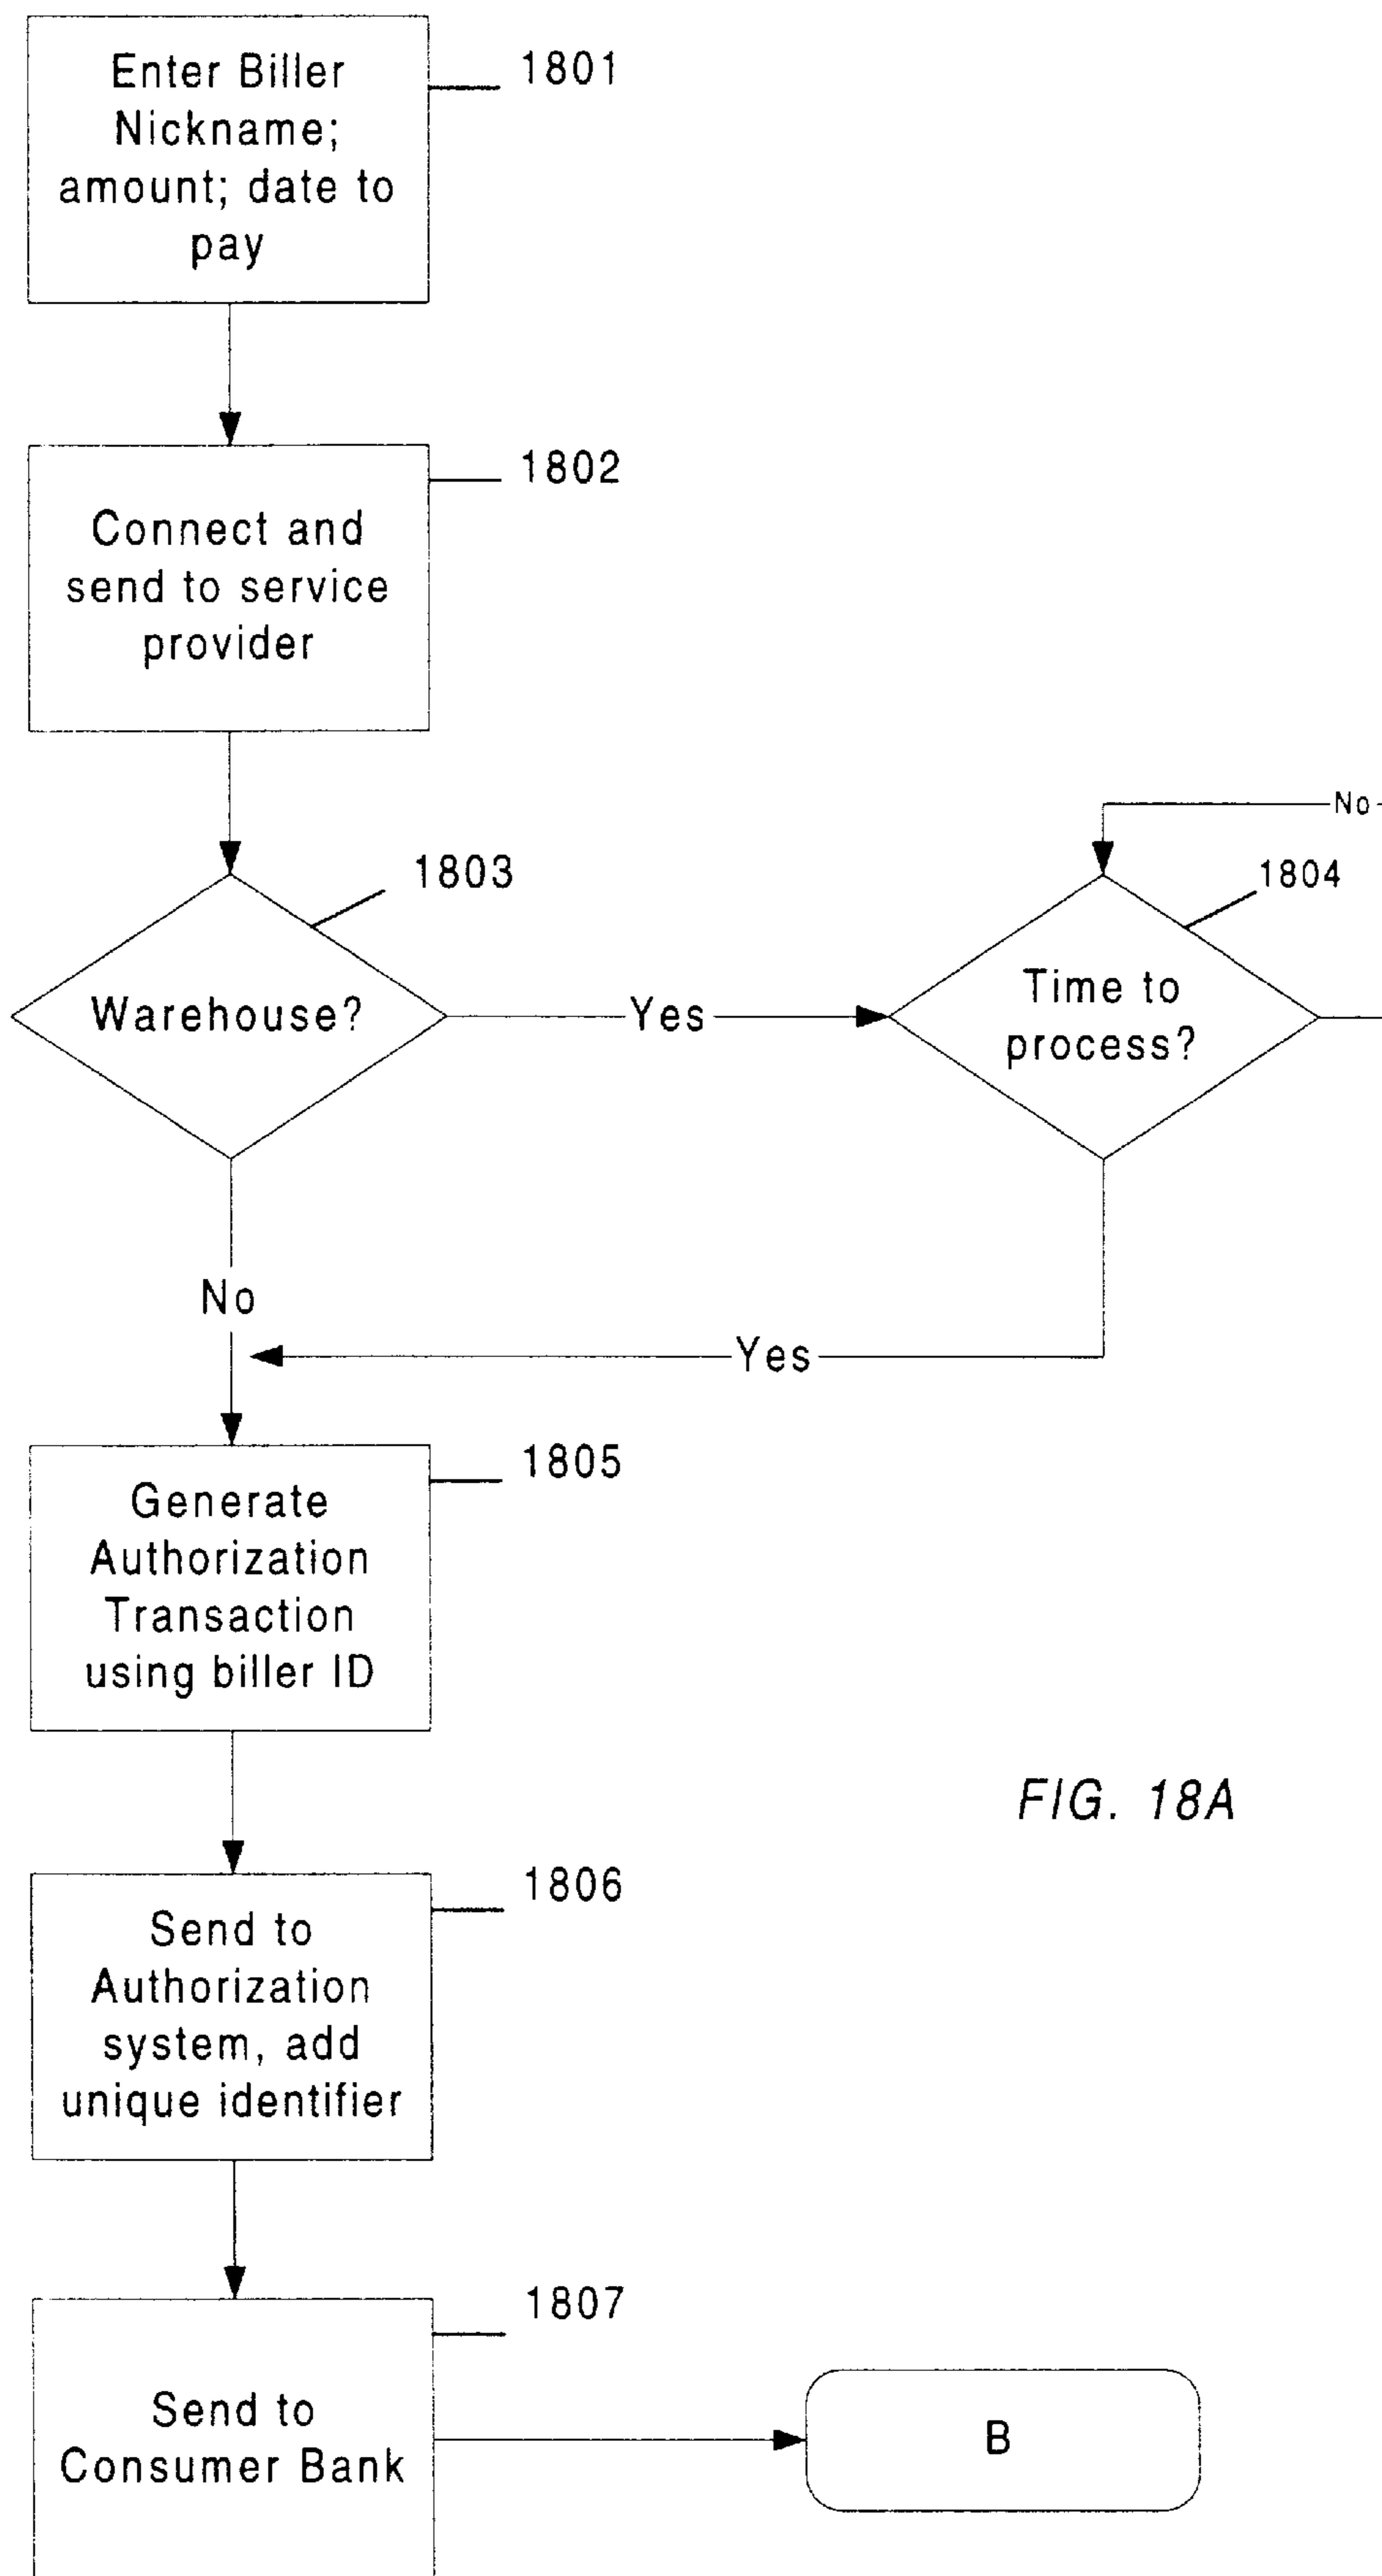 Enter Biller
Nickname;
amount; date to
pay
1801
Connect and
send to service
provider
1802
No
Warehouse?
1803
Yes
Time to
process?
1804
No
Yes
Generate
Authorization
Transaction
using biller ID
1805
FIG. 18A
Send to
Authorization
system, add
unique identifier
1806
Send to
Consumer Bank
1807
B